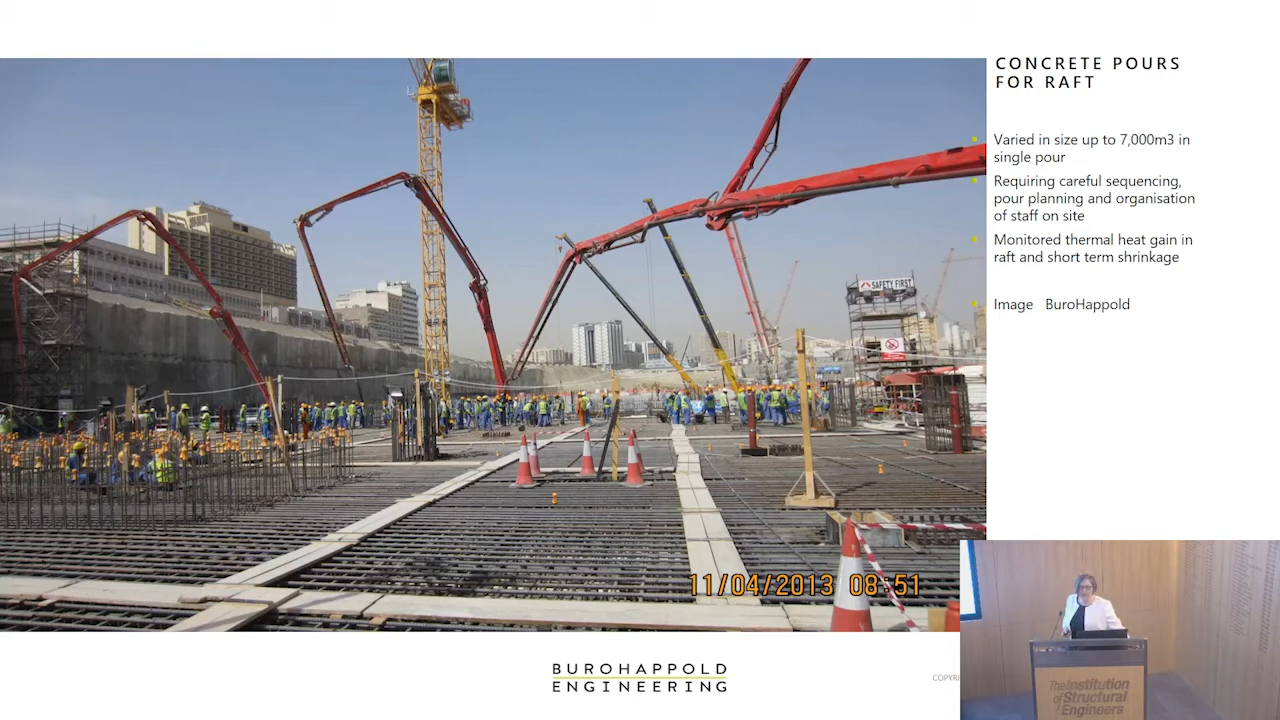 CONCRETE POURS
FOR RAFT
Varied in size up to 7,000m3 in
single pour
Requiring careful sequencing,
pour planning and organisation
of staff on site
Monitored thermal heat gain in
raft and short term shrinkage
Image BuroHappold
SAFETY FIRST
11/04/2013 08:51
BUROHAPPOLD
ENGINEERING
The Institution
of Structural
Engineers